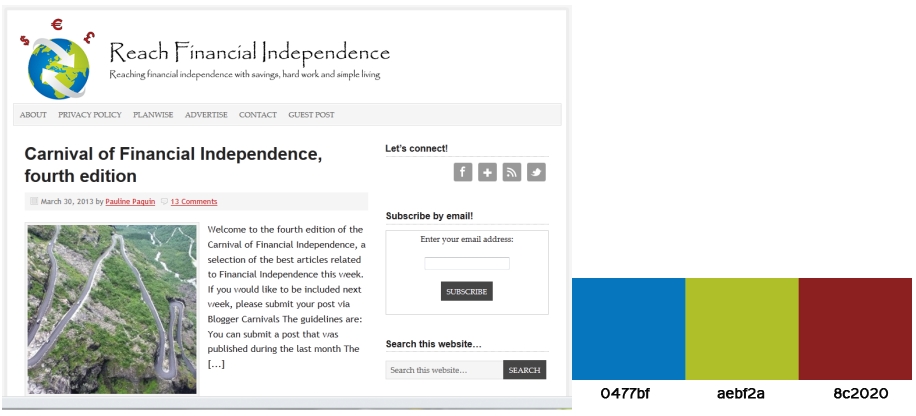 $ € £
Reach Financial Independence
Reaching financial independence with savings, hard work and simple living
ABOUT PRIVACY POLICY PLANWISE ADVERTISE CONTACT GUEST POST
Carnival of Financial Independence,
fourth edition
March 30, 2013 by Pauline Paquin 13 Comments
Welcome to the fourth edition of the
Carnival of Financial Independence, a
selection of the best articles related
to Financial Independence this week.
If you would like to be included next
week, please submit your post via
Blogger Carnivals The guidelines are:
You can submit a post that was
published during the last month The
[...]
Let's connect!
f +
Subscribe by email!
Enter your email address:
SUBSCRIBE
Search this website...
Search this website... SEARCH
0477bf aebf2a 8c2020